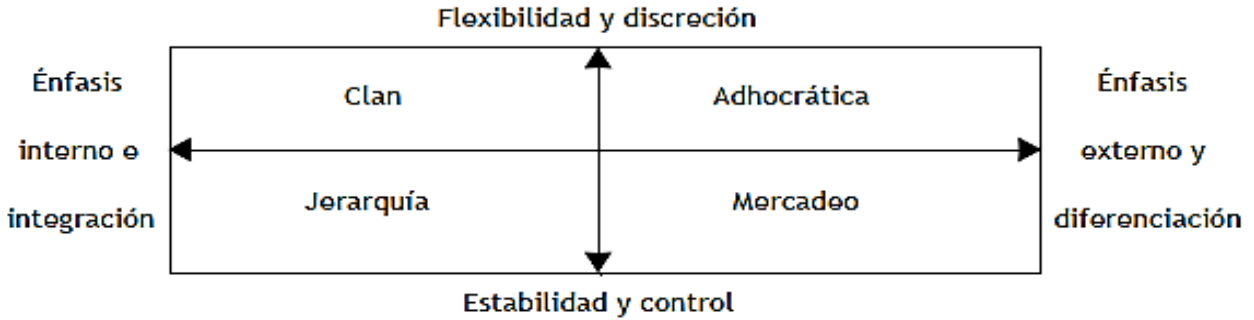 Flexibilidad y discreción
Énfasis
interno e
integración
Clan
Adhocrática
Jerarquía
Mercadeo
Énfasis
externo y
diferenciación
Estabilidad y control